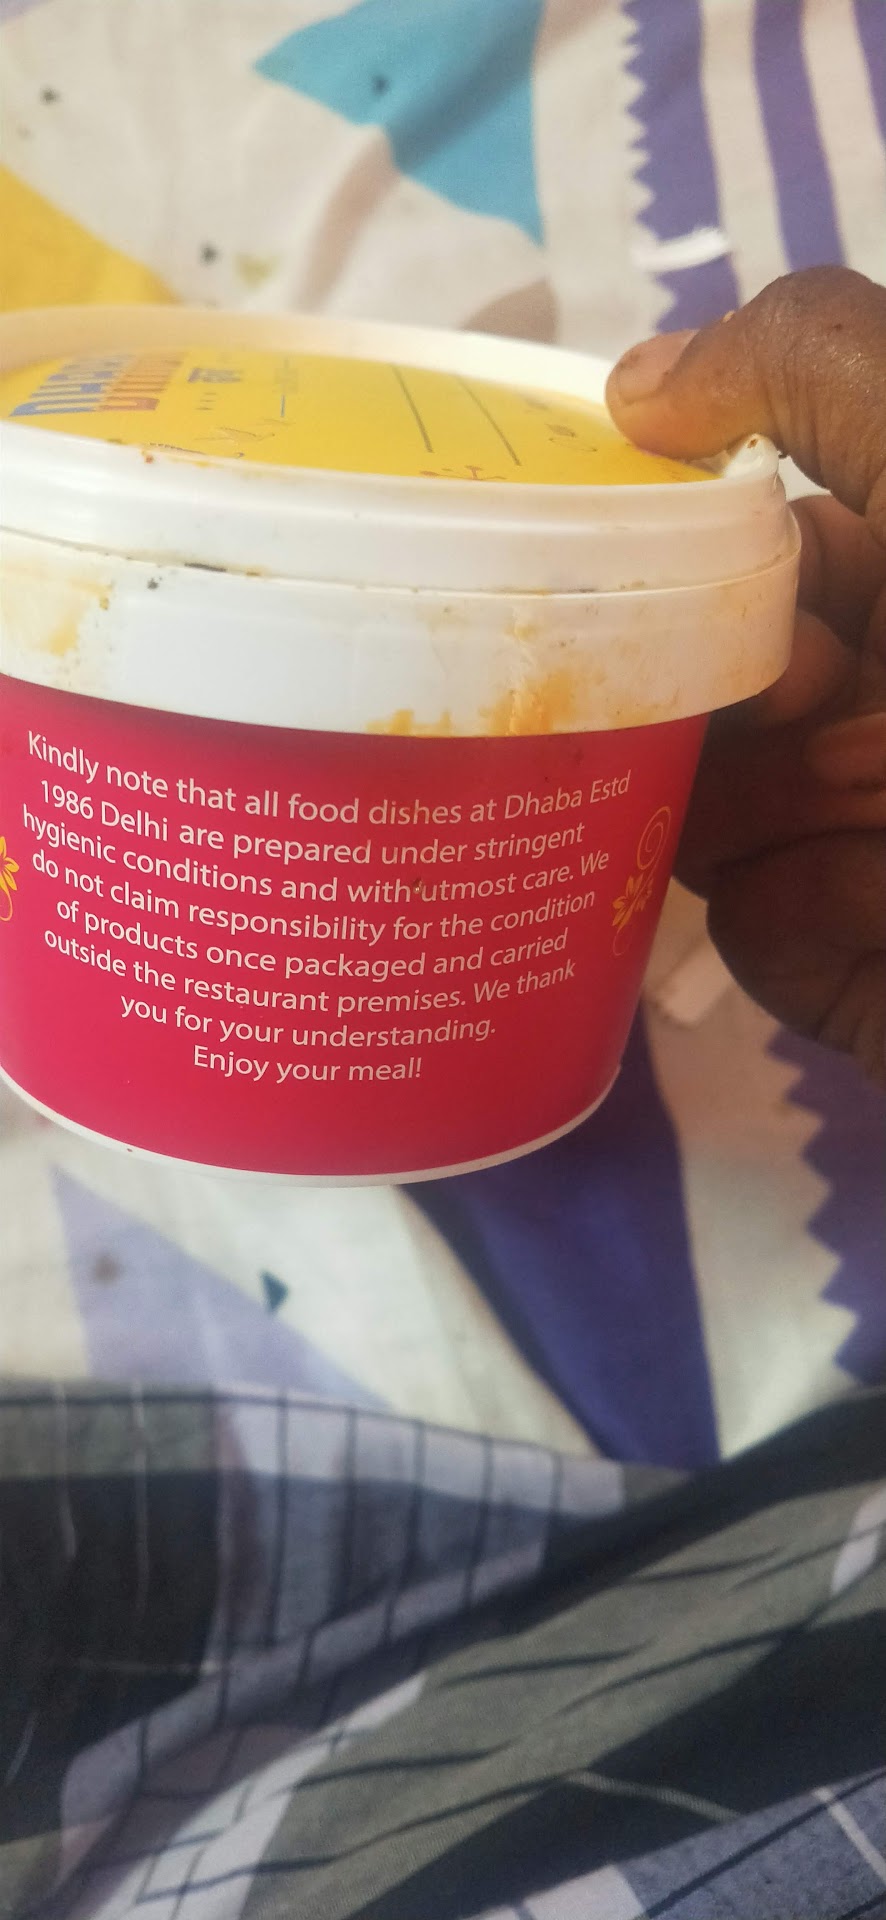 Kindly note that all food dishes at Dhaba Estd
1986 Delhi are prepared under stringent
hygienic conditions and with utmost care. We
do not claim responsibility for the condition
of products once packaged and carried
outside the restaurant premises. We thank
you for your understanding.
Enjoy your meal!